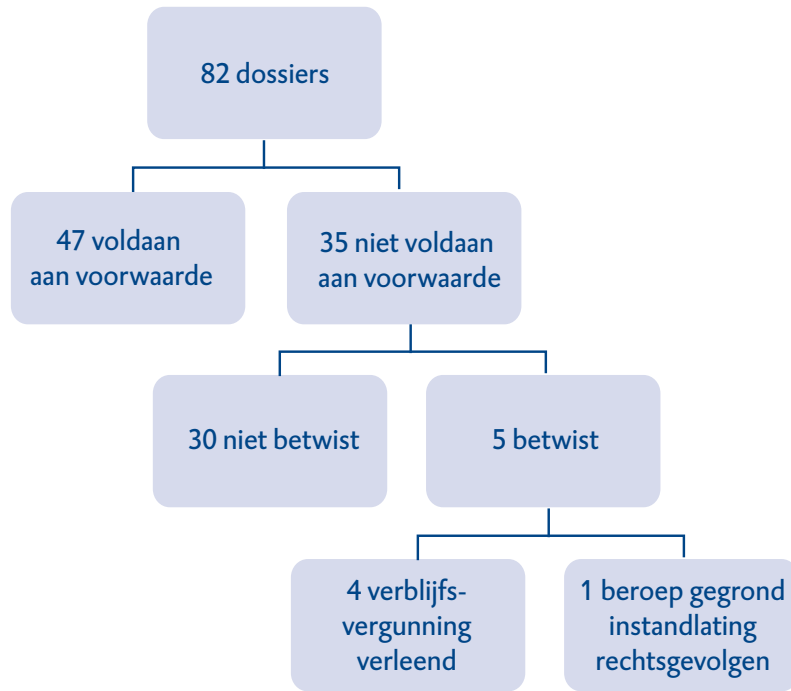 82 dossiers
47 voldaan
aan voorwaarde
35 niet voldaan
aan voorwaarde
30 niet betwist
5 betwist
4 verblijfs-
vergunning
verleend
1 beroep gegrond
instandlating
rechtsgevolgen